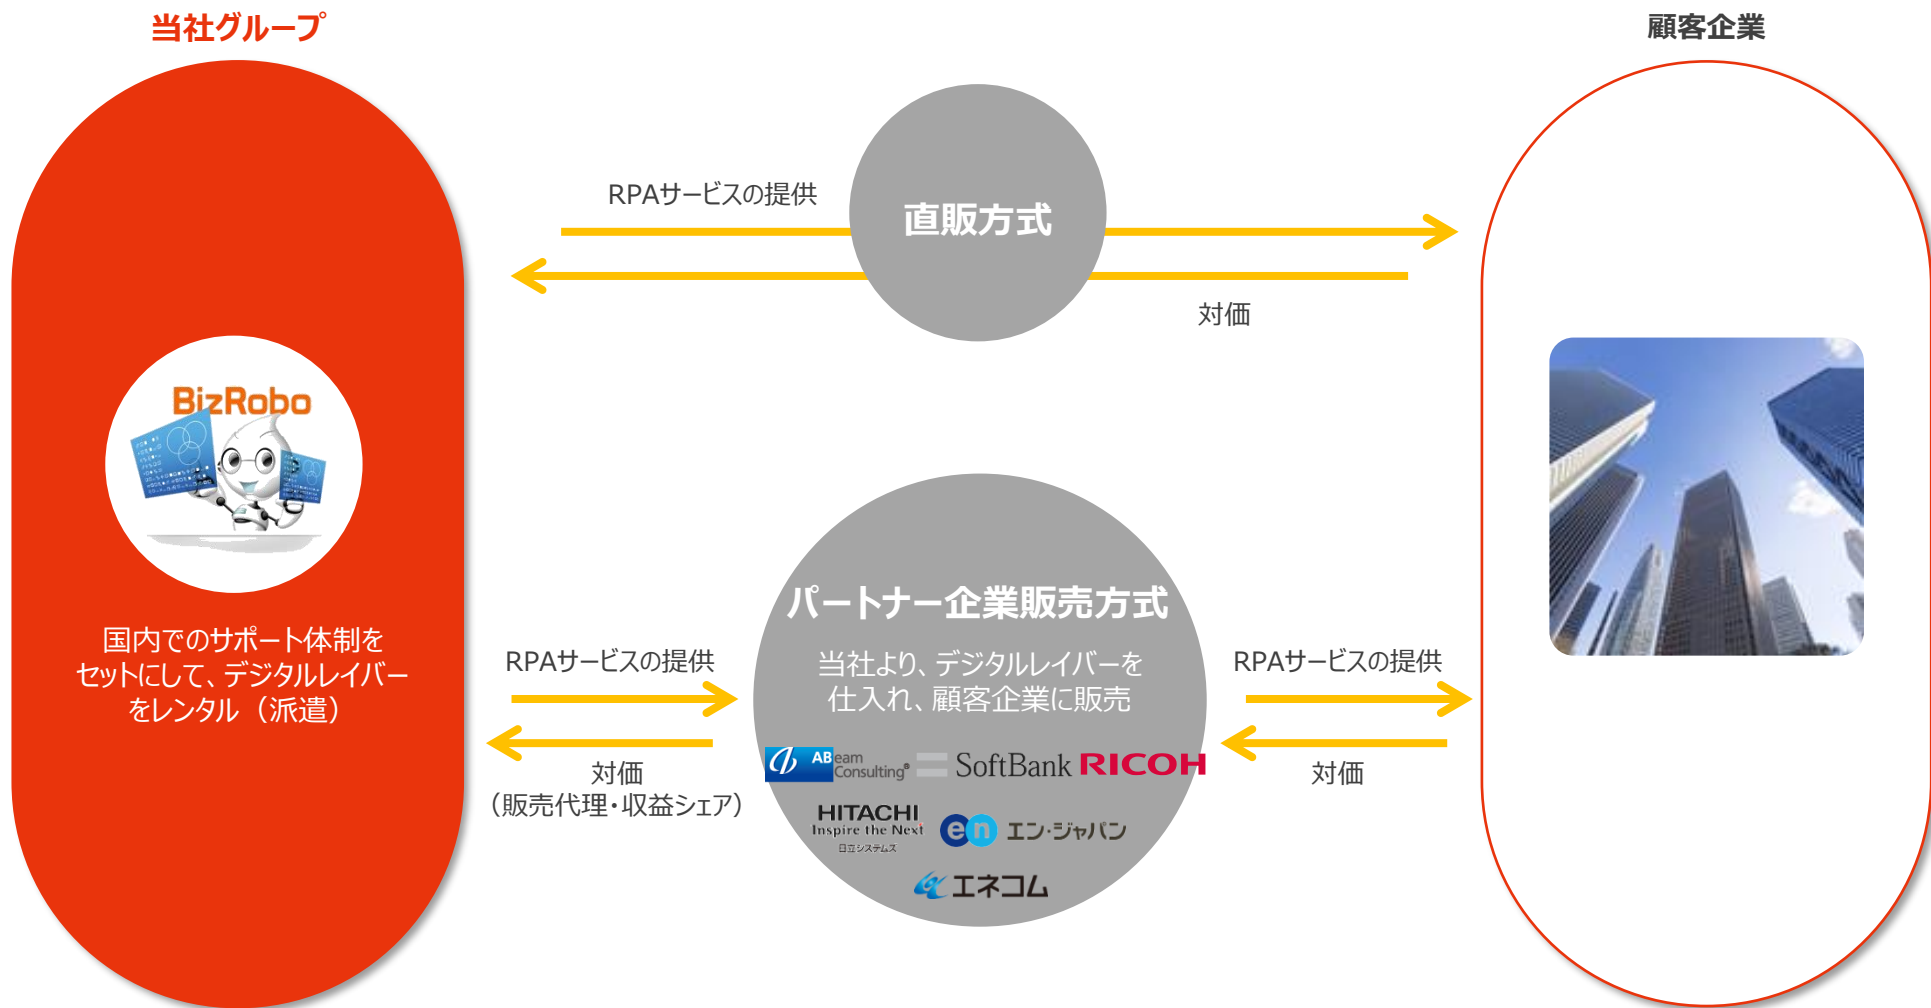 当社グループ
顧客企業
RPAサービスの提供
直販方式
対価
BizRobo
国内でのサポート体制を
セットにして、デジタルレイバー
をレンタル（派遣）
RPAサービスの提供
対価
（販売代理・収益シェア）
パートナー企業販売方式
当社より、デジタルレイバーを
仕入れ、顧客企業に販売
ABeam
Consulting®
SoftBank
RICOH
HITACHI
Inspire the Next
日立システムズ
en エン・ジャパン
エネコム
RPAサービスの提供
対価